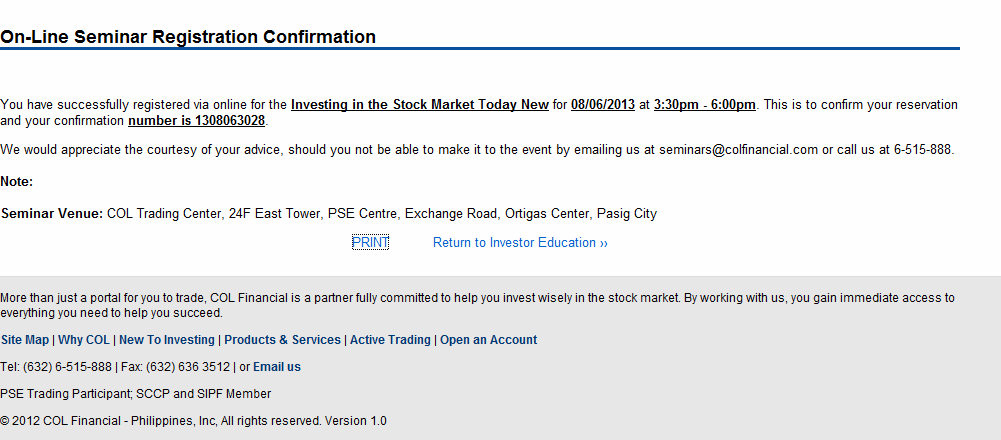 On-Line Seminar Registration Confirmation
You have successfully registered via online for the Investing in the Stock Market Today New for 08/06/2013 at 3:30pm - 6:00pm. This is to confirm your reservation
and your confirmation number is 1308063028.
We would appreciate the courtesy of your advice, should you not be able to make it to the event by emailing us at seminars@colfinancial.com or call us at 6-515-888.
Note:
Seminar Venue: COL Trading Center, 24F East Tower, PSE Centre, Exchange Road, Ortigas Center, Pasig City
PRINT Return to Investor Education ››
More than just a portal for you to trade, COL Financial is a partner fully committed to help you invest wisely in the stock market. By working with us, you gain immediate access to
everything you need to help you succeed.
Site Map | Why COL | New To Investing | Products & Services | Active Trading | Open an Account
Tel: (632) 6-515-888 | Fax: (632) 636 3512 | or Email us
PSE Trading Participant; SCCP and SIPF Member
© 2012 COL Financial - Philippines, Inc, All rights reserved. Version 1.0